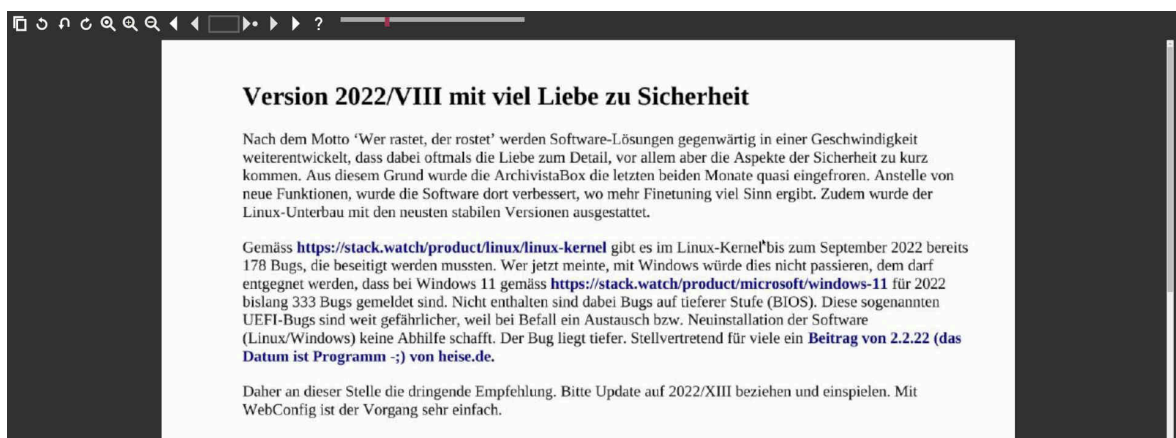 ?
Version 2022/VIII mit viel Liebe zu Sicherheit
Nach dem Motto ‘Wer rastet, der rostet’ werden Software-Lösungen gegenwärtig in einer Geschwindigkeit
weiterentwickelt, dass dabei oftmals die Liebe zum Detail, vor allem aber die Aspekte der Sicherheit zu kurz
kommen. Aus diesem Grund wurde die ArchivistaBox die letzten beiden Monate quasi eingefroren. Anstelle von
neue Funktionen, wurde die Software dort verbessert, wo mehr Finetuning viel Sinn ergibt. Zudem wurde der
Linux-Unterbau mit den neusten stabilen Versionen ausgestattet.
Gemäss https://stack.watch/product/linux/linux-kernel gibt es im Linux-Kernel bis zum September 2022 bereits
178 Bugs, die beseitigt werden mussten. Wer jetzt meinte, mit Windows würde dies nicht passieren, dem darf
entgegnet werden, dass bei Windows 11 gemäss https://stack.watch/product/microsoft/windows-11 für 2022
bislang 333 Bugs gemeldet sind. Nicht enthalten sind dabei Bugs auf tieferer Stufe (BIOS). Diese sogenannten
UEFI-Bugs sind weit gefährlicher, weil bei Befall ein Austausch bzw. Neuinstallation der Software
(Linux/Windows) keine Abhilfe schafft. Der Bug liegt tiefer. Stellvertretend für viele ein Beitrag von 2.2.22 (das
Datum ist Programm -;) von heise.de.
Daher an dieser Stelle die dringende Empfehlung. Bitte Update auf 2022/XIII beziehen und einspielen. Mit
WebConfig ist der Vorgang sehr einfach.